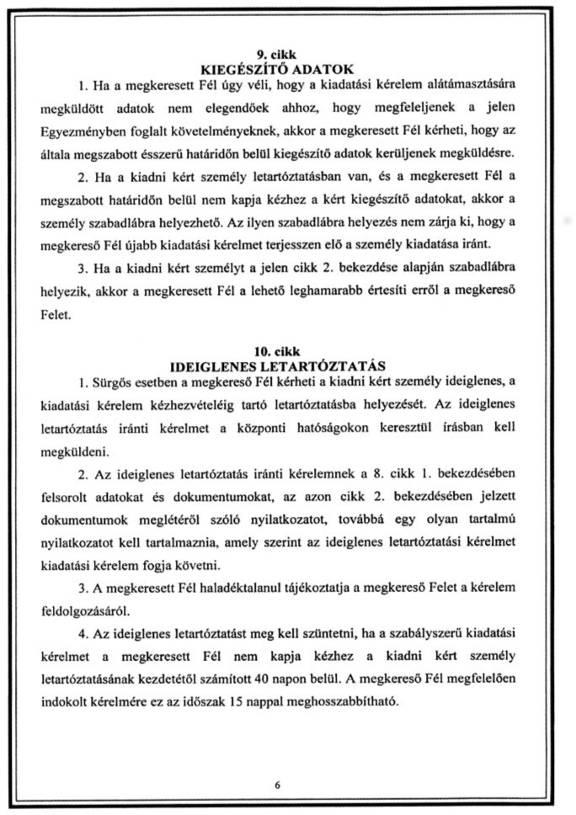 9. cikk
KIEGÉSZÍTŐ ADATOK
1. Ha a megkeresett Fél úgy véli, hogy a kiadatási kérelem alátámasztására
megküldött adatok nem elegendőek ahhoz, hogy megfeleljenek a jelen
Egyezményben foglalt követelményeknek, akkor a megkeresett Fél kérheti, hogy az
általa megszabott ésszerű határidőn belül kiegészítő adatok kerüljenek megküldésre.
2. Ha a kiadni kért személy letartóztatásban van, és a megkeresett Fél a
megszabott határidőn belül nem kapja kézhez a kért kiegészítő adatokat, akkor a
személy szabadlábra helyezhető. Az ilyen szabadlábra helyezés nem zárja ki, hogy a
megkereső Fél újabb kiadatási kérelmet terjesszen elő a személy kiadatása iránt.
3. Ha a kiadni kért személyt a jelen cikk 2. bekezdése alapján szabadlábra
helyezik, akkor a megkeresett Fél a lehető leghamarabb értesíti erről a megkereső
Felet.
10. cikk
IDEIGLENES LETARTÓZTATÁS
1. Sürgős esetben a megkereső Fél kérheti a kiadni kért személy ideiglenes, a
kiadatási kérelem kézhezvételéig tartó letartóztatásba helyezését. Az ideiglenes
letartóztatás iránti kérelmet a központi hatóságokon keresztül írásban kell
megküldeni.
2. Az ideiglenes letartóztatás iránti kérelemnek a 8. cikk 1. bekezdésében
felsorolt adatokat és dokumentumokat, az azon cikk 2. bekezdésében jelzett
dokumentumok meglétéről szóló nyilatkozatot, továbbá egy olyan tartalmú
nyilatkozatot kell tartalmaznia, amely szerint az ideiglenes letartóztatási kérelmet
kiadatási kérelem fogja követni.
3. A megkeresett Fél haladéktalanul tájékoztatja a megkereső Felet a kérelem
feldolgozásáról.
4. Az ideiglenes letartóztatást meg kell szüntetni, ha a szabályszerű kiadatási
kérelmet a megkeresett Fél nem kapja kézhez a kiadni kért személy
letartóztatásának kezdetétől számított 40 napon belül. A megkereső Fél megfelelően
indokolt kérelmére ez az időszak 15 nappal meghosszabbítható.
6